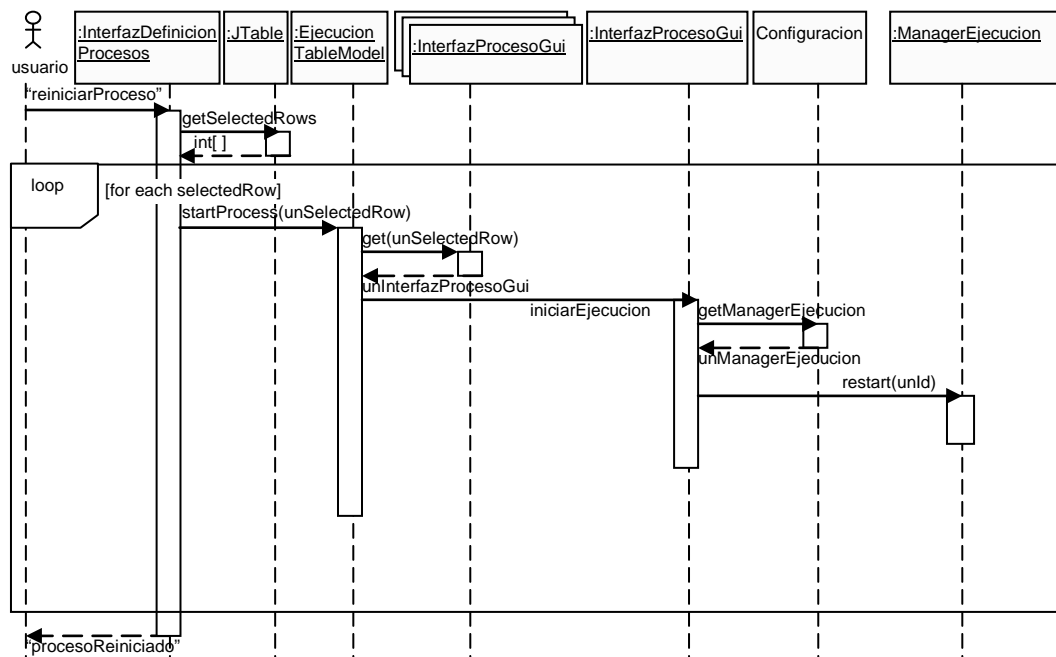 :InterfazDefinicion
Procesos
:JTable
:Ejecucion
TableModel
:InterfazProcesoGui
:InterfazProcesoGui
Configuracion
:ManagerEjecucion
usuario
“reiniciarProceso”
getSelectedRows
int[ ]
loop
[for each selectedRow]
startProcess(unSelectedRow)
get(unSelectedRow)
unInterfazProcesoGui
iniciarEjecucion
getManagerEjecucion
unManagerEjecucion
restart(unId)
“procesoReiniciado”